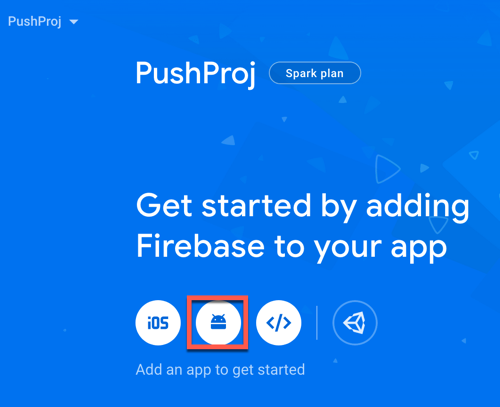 PushProj
PushProj
Spark plan
Get started by adding
Firebase to your app
iOS
</>
Add an app to get started